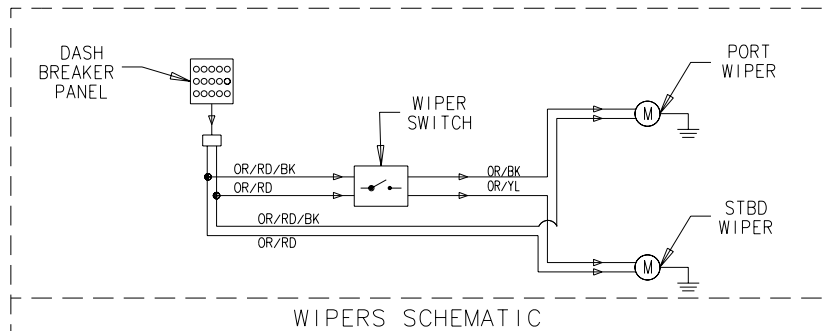 DASH
BREAKER
PANEL
WIPER
SWITCH
PORT
WIPER
M
OR/RD/BK
OR/RD
OR/BK
OR/YL
OR/RD/BK
OR/RD
STBD
WIPER
M
WIPERS SCHEMATIC